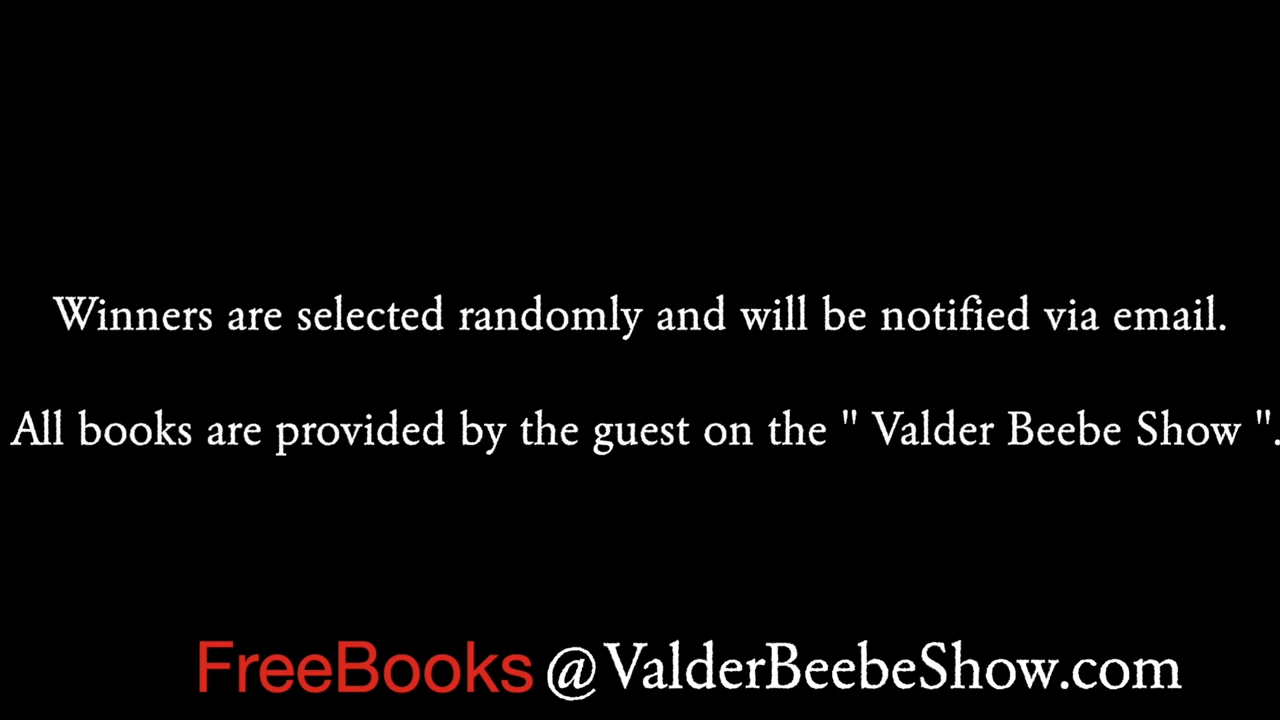 Winners are selected randomly and will be notified via email.
All books are provided by the guest on the " Valder Beebe Show ".
FreeBooks @ValderBeebeShow.com